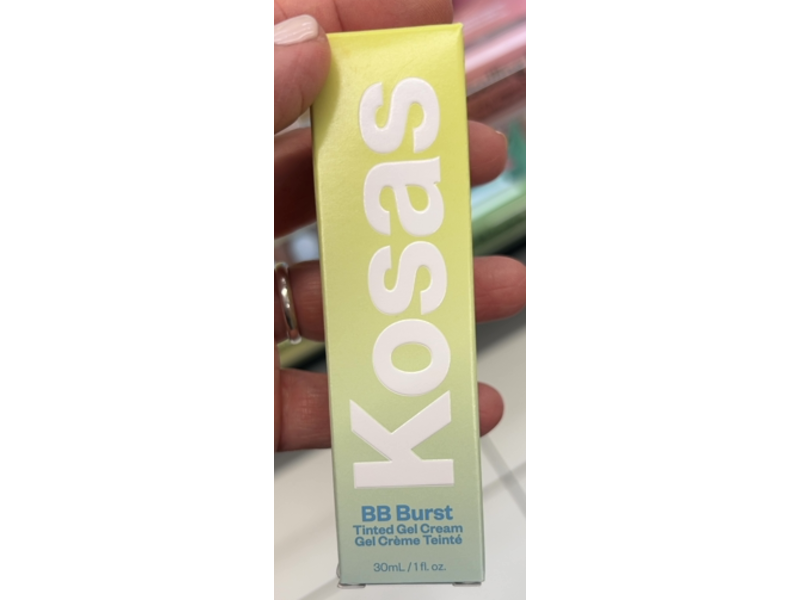 Kosas
BB Burst
Tinted Gel Cream
Gel Crème Teinté
30mL / 1 fl. oz.